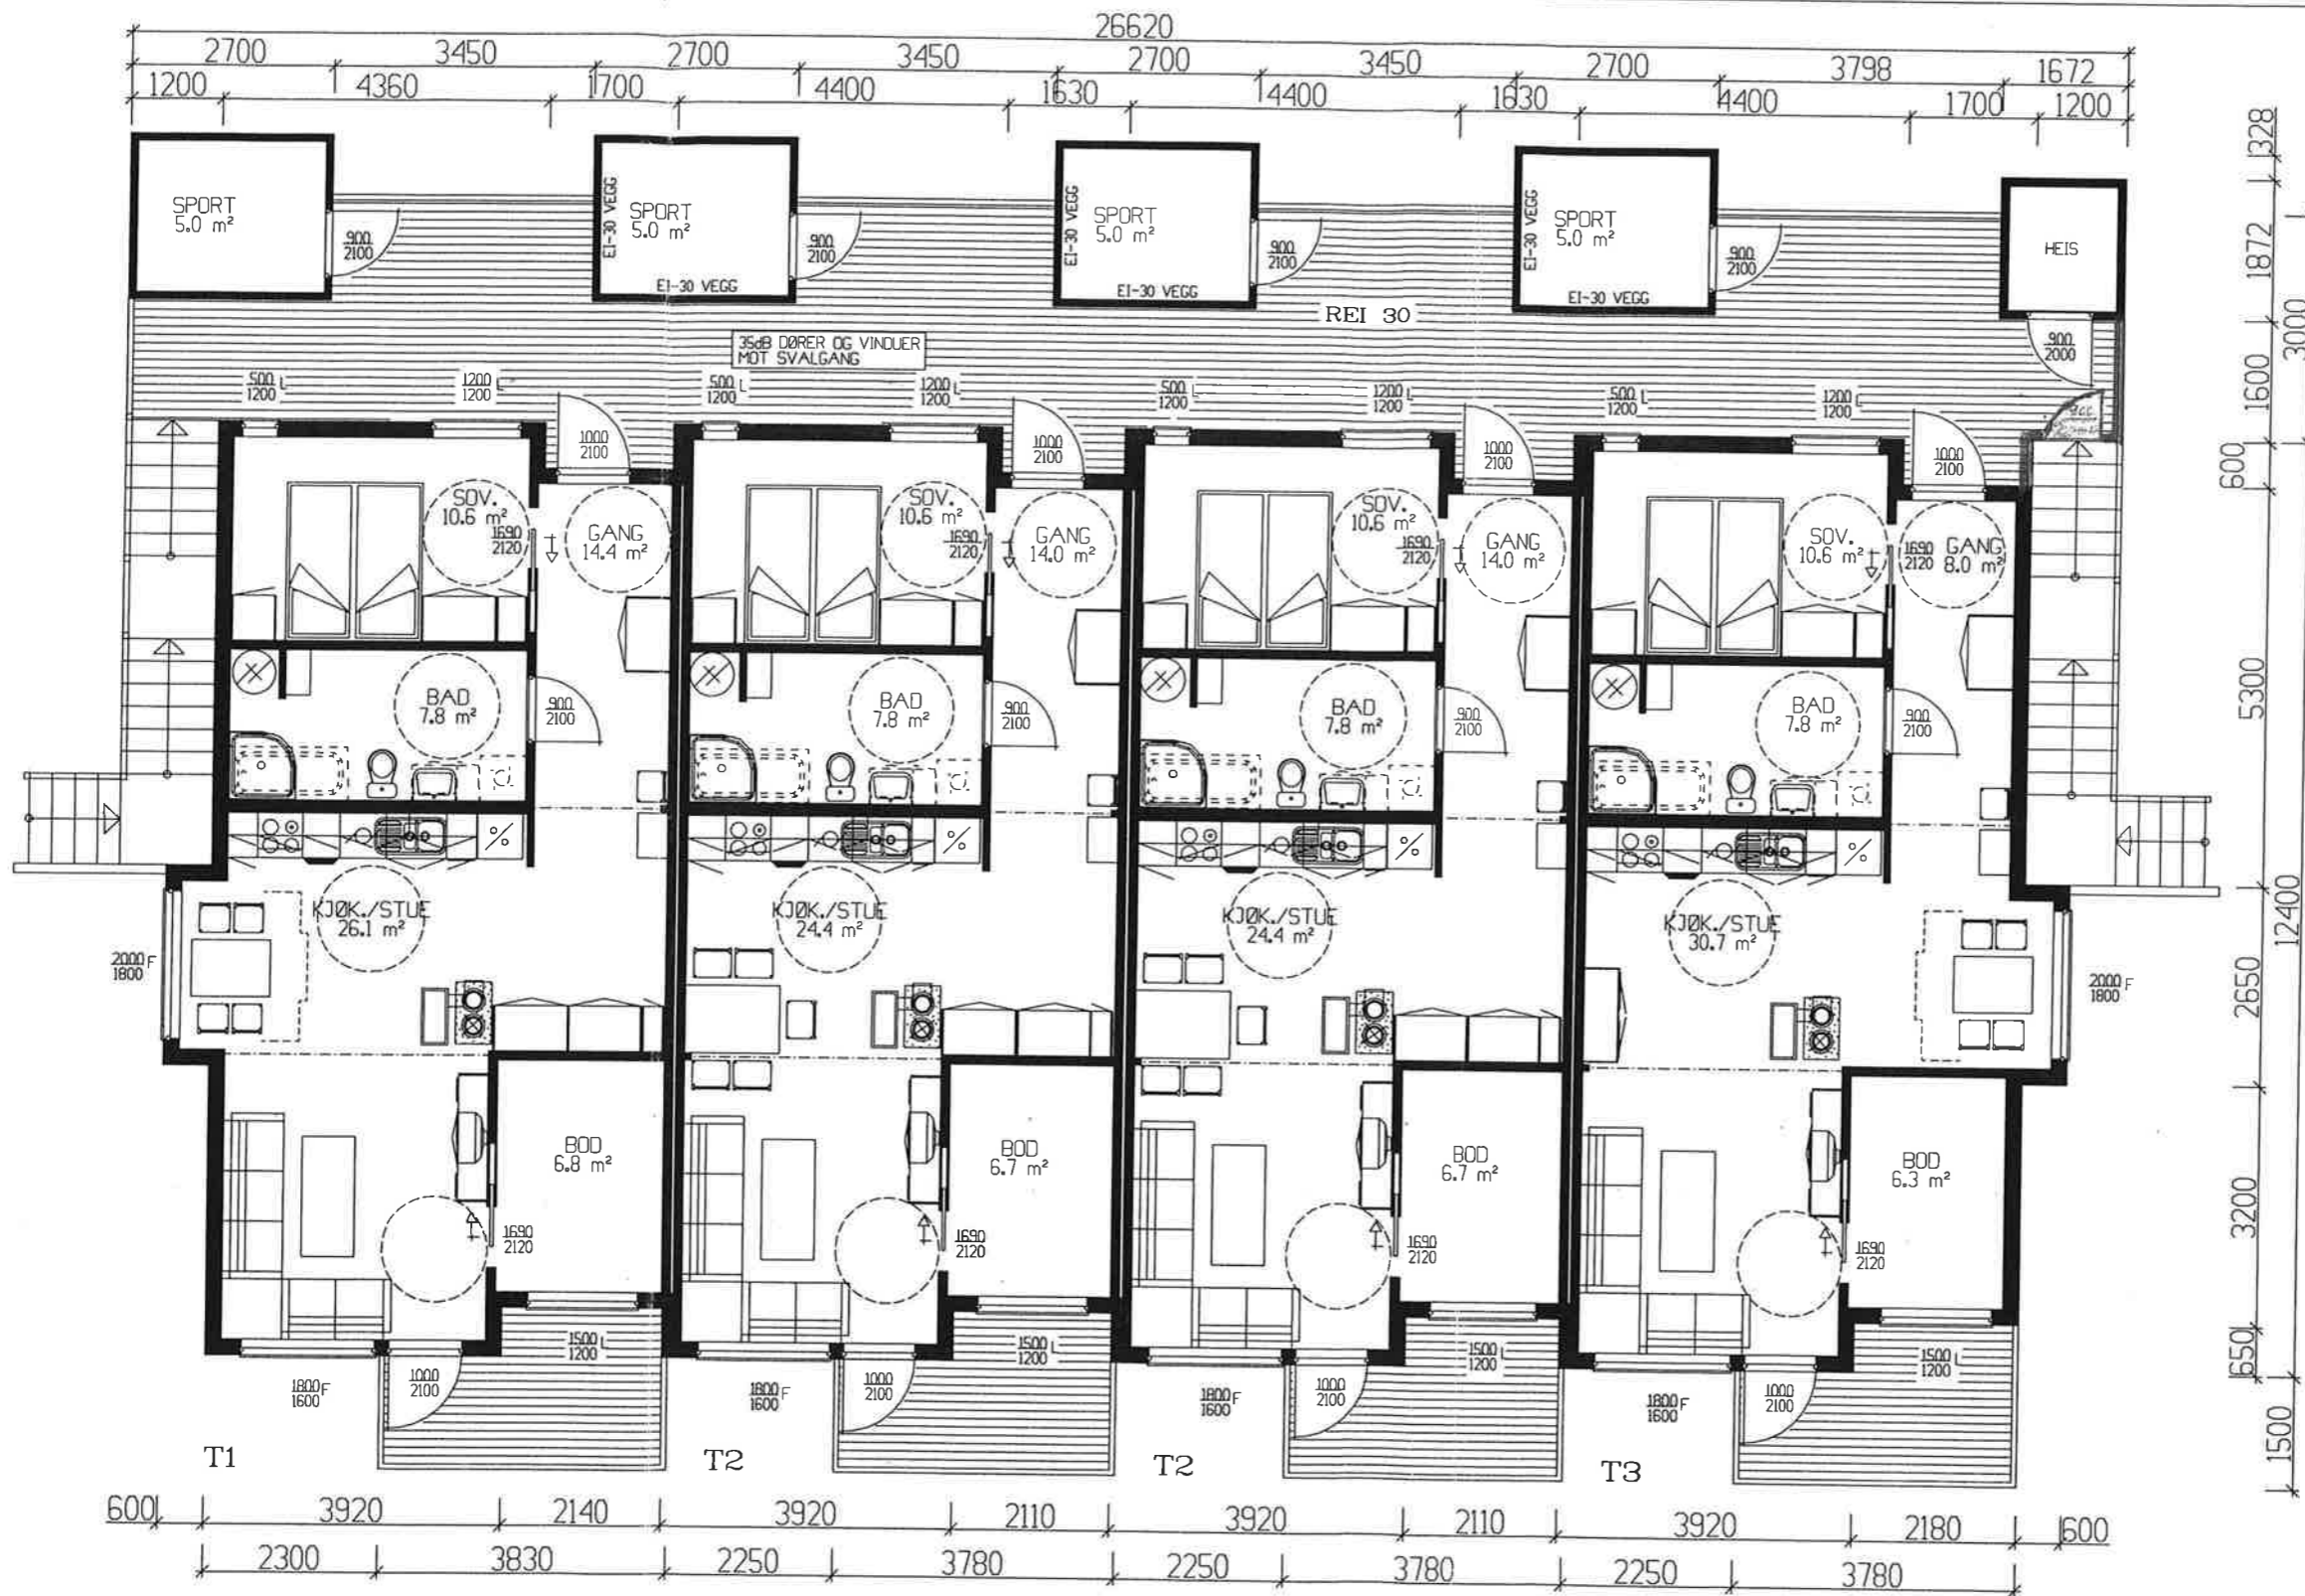 26620
2700 3450 2700 3450 2700 3450 2700 3798 1672
1200 4360 1700 4400 1630 4400 1630 4400 1700 1200
328
1872
3000
1600
600
5300
12400
2650
3200
650
1500
SPORT
5.0 m²
900
2100
EI-30 VEGG
SPORT
5.0 m²
EI-30 VEGG
900
2100
EI-30 VEGG
SPORT
5.0 m²
EI-30 VEGG
900
2100
EI-30 VEGG
SPORT
5.0 m²
EI-30 VEGG
900
2100
HEIS
900
2000
REI 30
35dB DØRER OG VINDUER
MOT SVALGANG
500 L
1200
1200 L
1200
500 L
1200
1200 L
1200
500 L
1200
1200 L
1200
500 L
1200
1200 L
1200
1000
2100
1000
2100
1000
2100
1000
2100
SOV.
10.6 m²
1690
2120
GANG
14.4 m²
SOV.
10.6 m²
1690
2120
GANG
14.0 m²
SOV.
10.6 m²
1690
2120
GANG
14.0 m²
SOV.
10.6 m²
1690
2120
GANG
8.0 m²
BAD
7.8 m²
900
2100
BAD
7.8 m²
900
2100
BAD
7.8 m²
900
2100
BAD
7.8 m²
900
2100
KJØK./STUE
26.1 m²
KJØK./STUE
24.4 m²
KJØK./STUE
24.4 m²
KJØK./STUE
30.7 m²
2000 F
1800
2000 F
1800
BOD
6.8 m²
1690
2120
BOD
6.7 m²
1690
2120
BOD
6.7 m²
1690
2120
BOD
6.3 m²
1690
2120
1500 L
1200
1500 L
1200
1500 L
1200
1500 L
1200
1800 F
1600
1000
2100
1800 F
1600
1000
2100
1800 F
1600
1000
2100
1800 F
1600
1000
2100
T1
T2
T2
T3
600 3920 2140 3920 2110 3920 2110 3920 2180 600
2300 3830 2250 3780 2250 3780 2250 3780